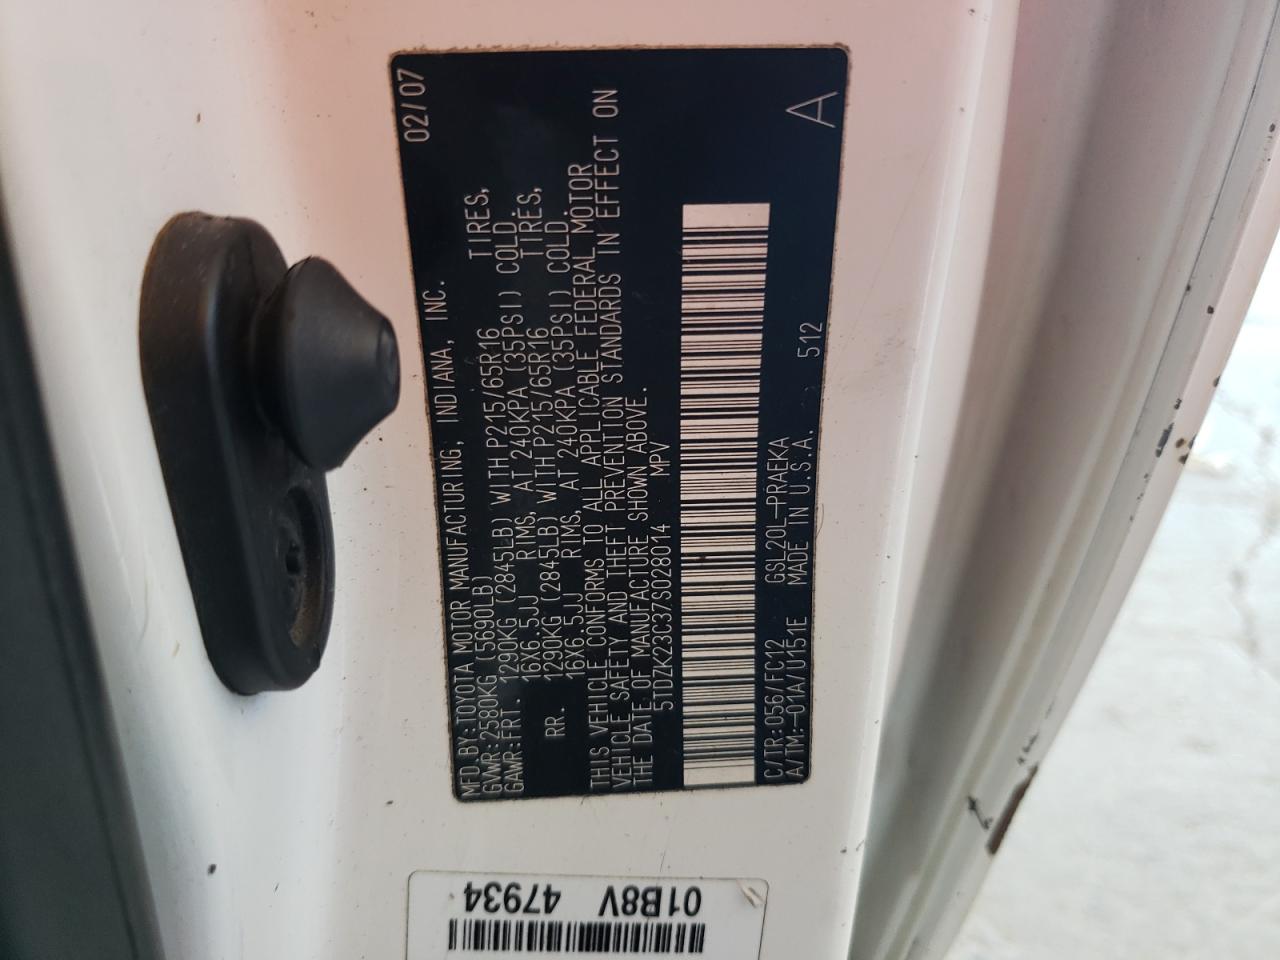 02/07
MFD.BY:TOYOTA MOTOR MANUFACTURING, INDIANA, INC.
GVWR:2580KG (5690LB)
GAWR:FRT. 1290KG (2845LB) WITH P215/65R16 TIRES,
16X6.5JJ RIMS, AT 240KPA (35PSI) COLD.
RR. 1290KG (2845LB) WITH P215/65R16 TIRES,
16X6.5JJ RIMS, AT 240KPA (35PSI) COLD.
THIS VEHICLE CONFORMS TO ALL APPLICABLE FEDERAL MOTOR
VEHICLE SAFETY AND THEFT PREVENTION STANDARDS IN EFFECT ON
THE DATE OF MANUFACTURE SHOWN ABOVE.
5TDZK23C37S028014 MPV
C/TR:056/FC12 GSL20L-PRAEKA
A/TM:-01A/U151E MADE IN U.S.A. 512
A
01B8V 47934